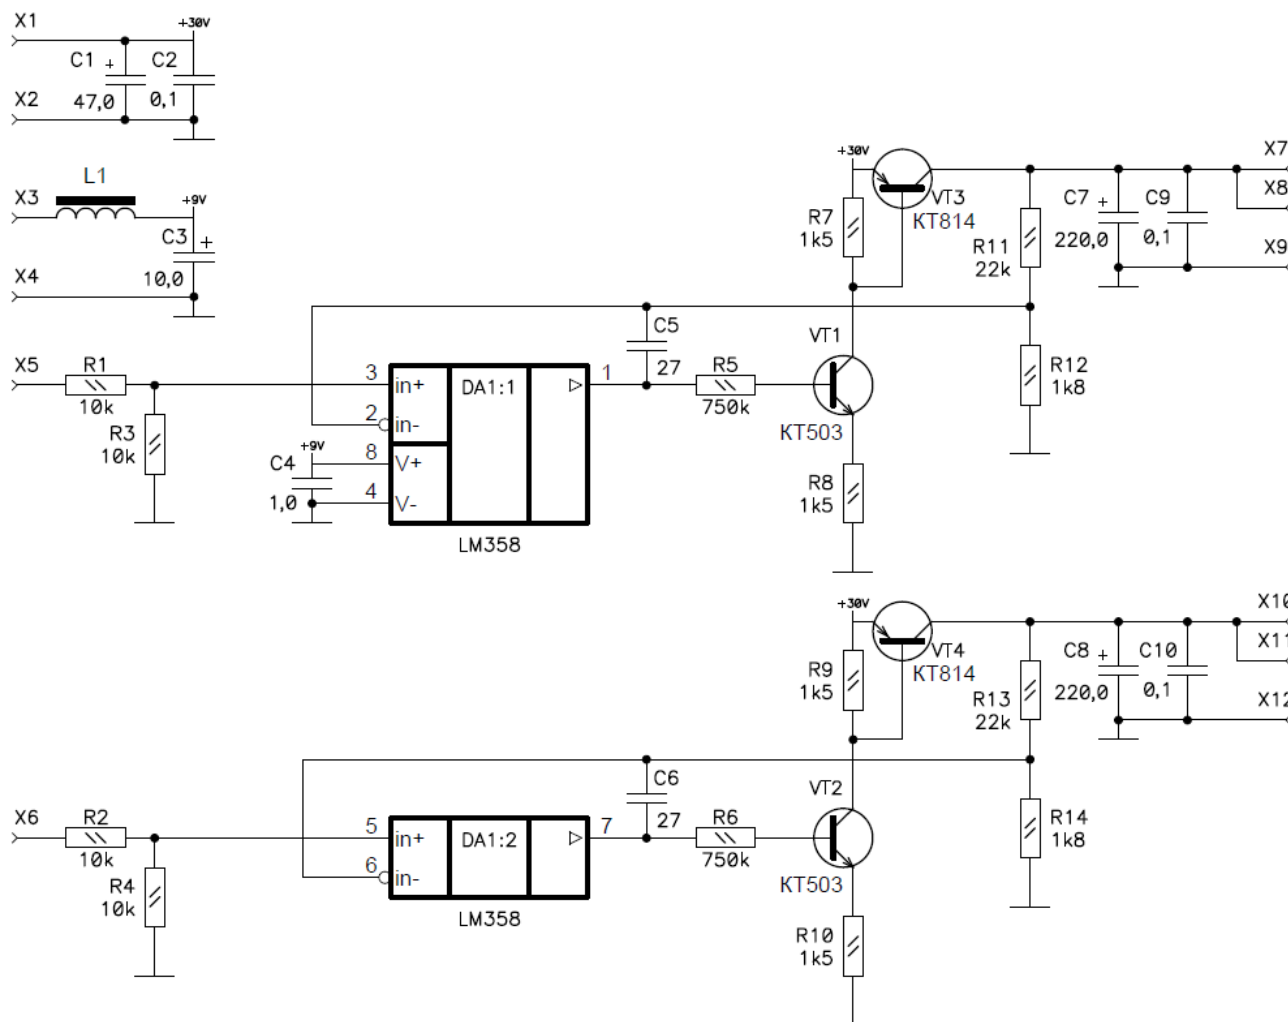 X1
+30V
C1
+
C2
47,0
0,1
X2
L1
X3
+9V
C3
+
10,0
X4
+30V
VT3
KT814
R7
1k5
R11
22k
C7
+
220,0
C9
0,1
X7
X8
X9
C5
27
VT1
KT503
X5
R1
10k
R3
10k
3
in+
DA1:1
1
2
in-
+9V
C4
1,0
8
V+
4
V-
LM358
R5
750k
R8
1k5
R12
1k8
+30V
VT4
KT814
R9
1k5
R13
22k
C8
+
220,0
C10
0,1
X10
X11
X12
C6
27
VT2
KT503
X6
R2
10k
R4
10k
5
in+
DA1:2
7
6
in-
LM358
R6
750k
R10
1k5
R14
1k8